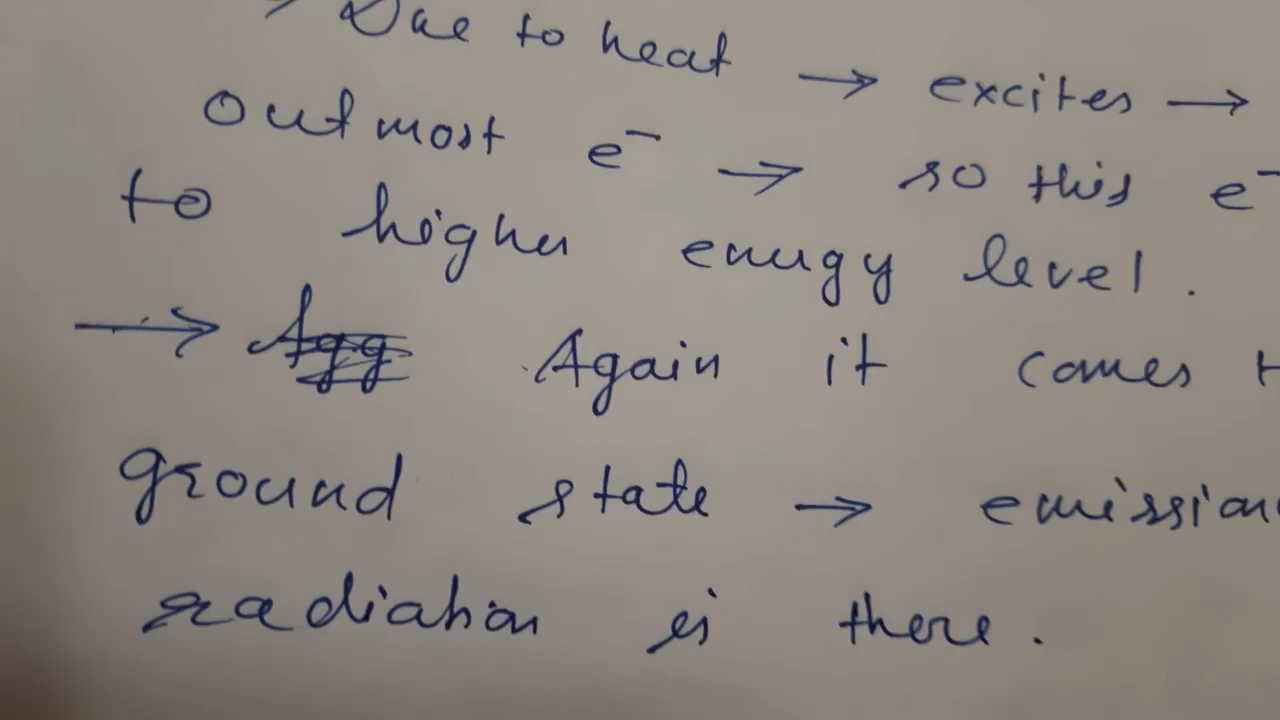 → Due to heat → excites →
outmost e⁻ → so this e⁻
to higher energy level.
→ Agg Again it comes t
ground state → emission
radiation is there.